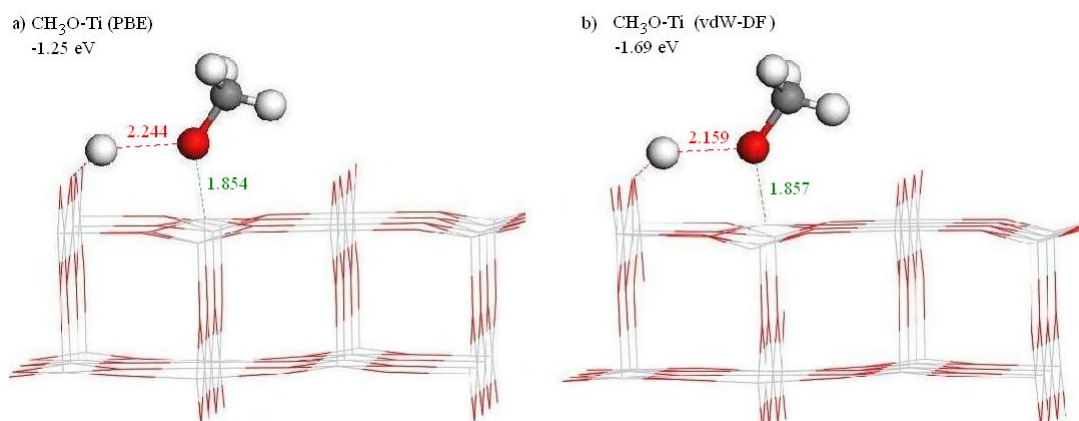 a) CH₃O-Ti (PBE)
-1.25 eV
2.244
1.854
b) CH₃O-Ti (vdW-DF)
-1.69 eV
2.159
1.857